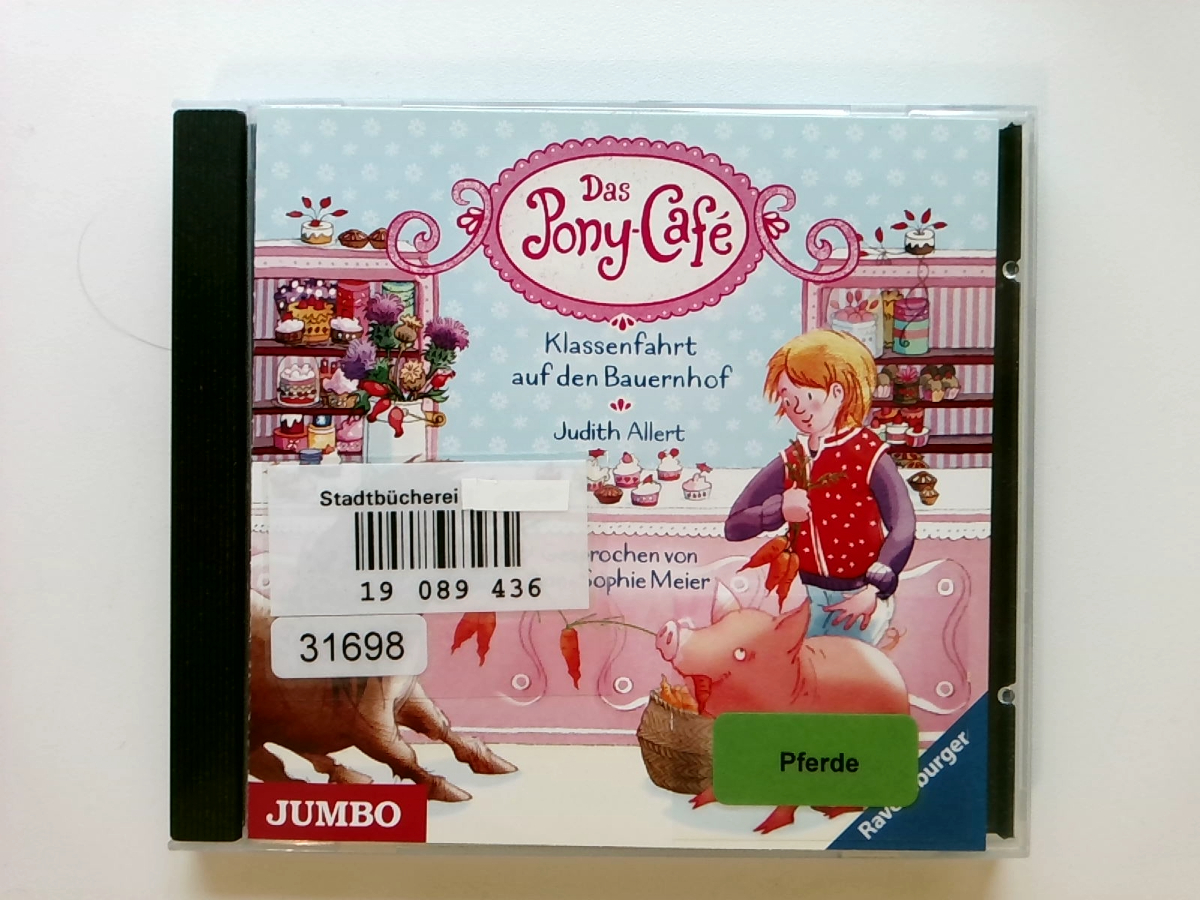 Das
Pony-Café
Klassenfahrt
auf den Bauernhof
Judith Allert
Stadtbücherei
19 089 436
rochen von
Sophie Meier
31698
Pferde
JUMBO